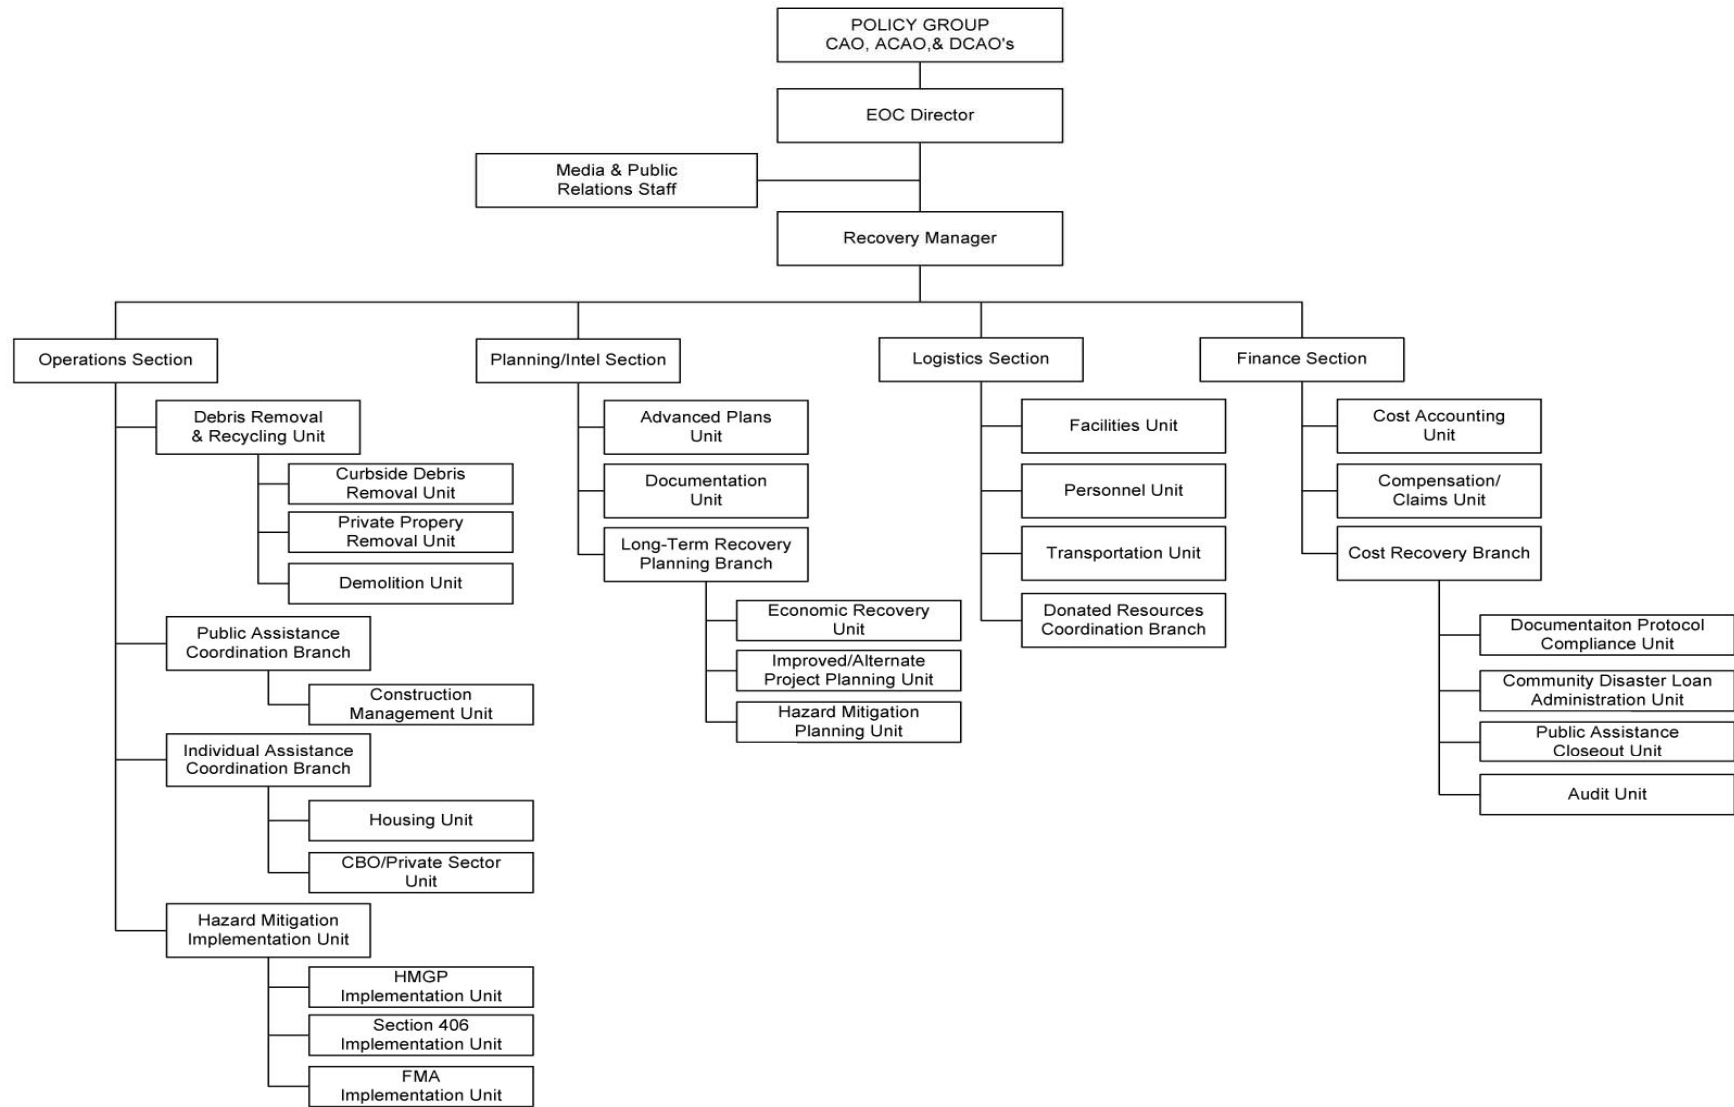 POLICY GROUP
CAO, ACAO,& DCAO's
EOC Director
Media & Public
Relations Staff
Recovery Manager
Operations Section
Debris Removal
& Recycling Unit
Curbside Debris
Removal Unit
Private Propery
Removal Unit
Demolition Unit
Public Assistance
Coordination Branch
Construction
Management Unit
Individual Assistance
Coordination Branch
Housing Unit
CBO/Private Sector
Unit
Hazard Mitigation
Implementation Unit
HMGP
Implementation Unit
Section 406
Implementation Unit
FMA
Implementation Unit
Planning/Intel Section
Advanced Plans
Unit
Documentation
Unit
Long-Term Recovery
Planning Branch
Economic Recovery
Unit
Improved/Alternate
Project Planning Unit
Hazard Mitigation
Planning Unit
Logistics Section
Facilities Unit
Personnel Unit
Transportation Unit
Donated Resources
Coordination Branch
Finance Section
Cost Accounting
Unit
Compensation/
Claims Unit
Cost Recovery Branch
Documentaiton Protocol
Compliance Unit
Community Disaster Loan
Administration Unit
Public Assistance
Closeout Unit
Audit Unit